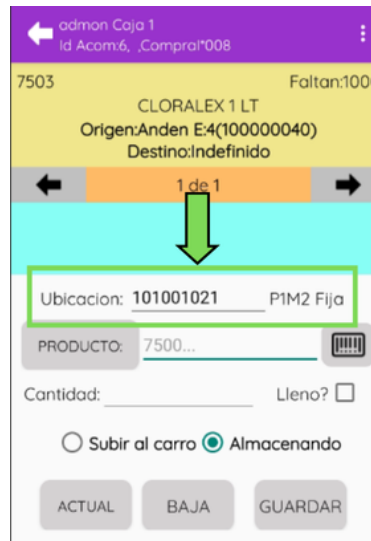 admon Caja 1
Id Acom:6, ,Compral*008
7503 Faltan:100
CLORALEX 1 LT
Origen:Anden E:4(100000040)
Destino:Indefinido
1 de 1
Ubicacion: 101001021 P1M2 Fija
PRODUCTO: 7500...
Cantidad: Lleno?
Subir al carro Almacenando
ACTUAL BAJA GUARDAR